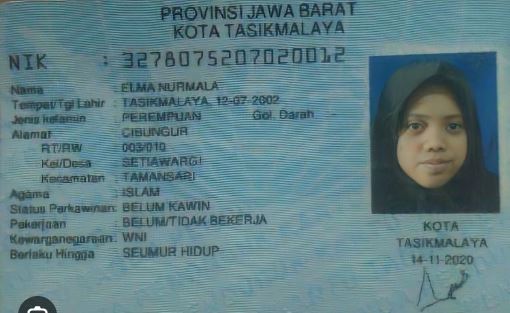 PROVINSI JAWA BARAT
KOTA TASIKMALAYA
NIK : 3278075207020012
Nama : ELMA NURMALA
Tempat/Tgl Lahir : TASIKMALAYA, 12-07-2002
Jenis kelamin : PEREMPUAN Gol. Darah : -
Alamat : CIBUNGUR
RT/RW : 003/010
Kel/Desa : SETIAWARGI
Kecamatan : TAMANSARI
Agama : ISLAM
Status Perkawinan: BELUM KAWIN
Pekerjaan : BELUM/TIDAK BEKERJA
Kewarganegaraan: WNI
Berlaku Hingga : SEUMUR HIDUP
KOTA
TASIKMALAYA
14-11-2020